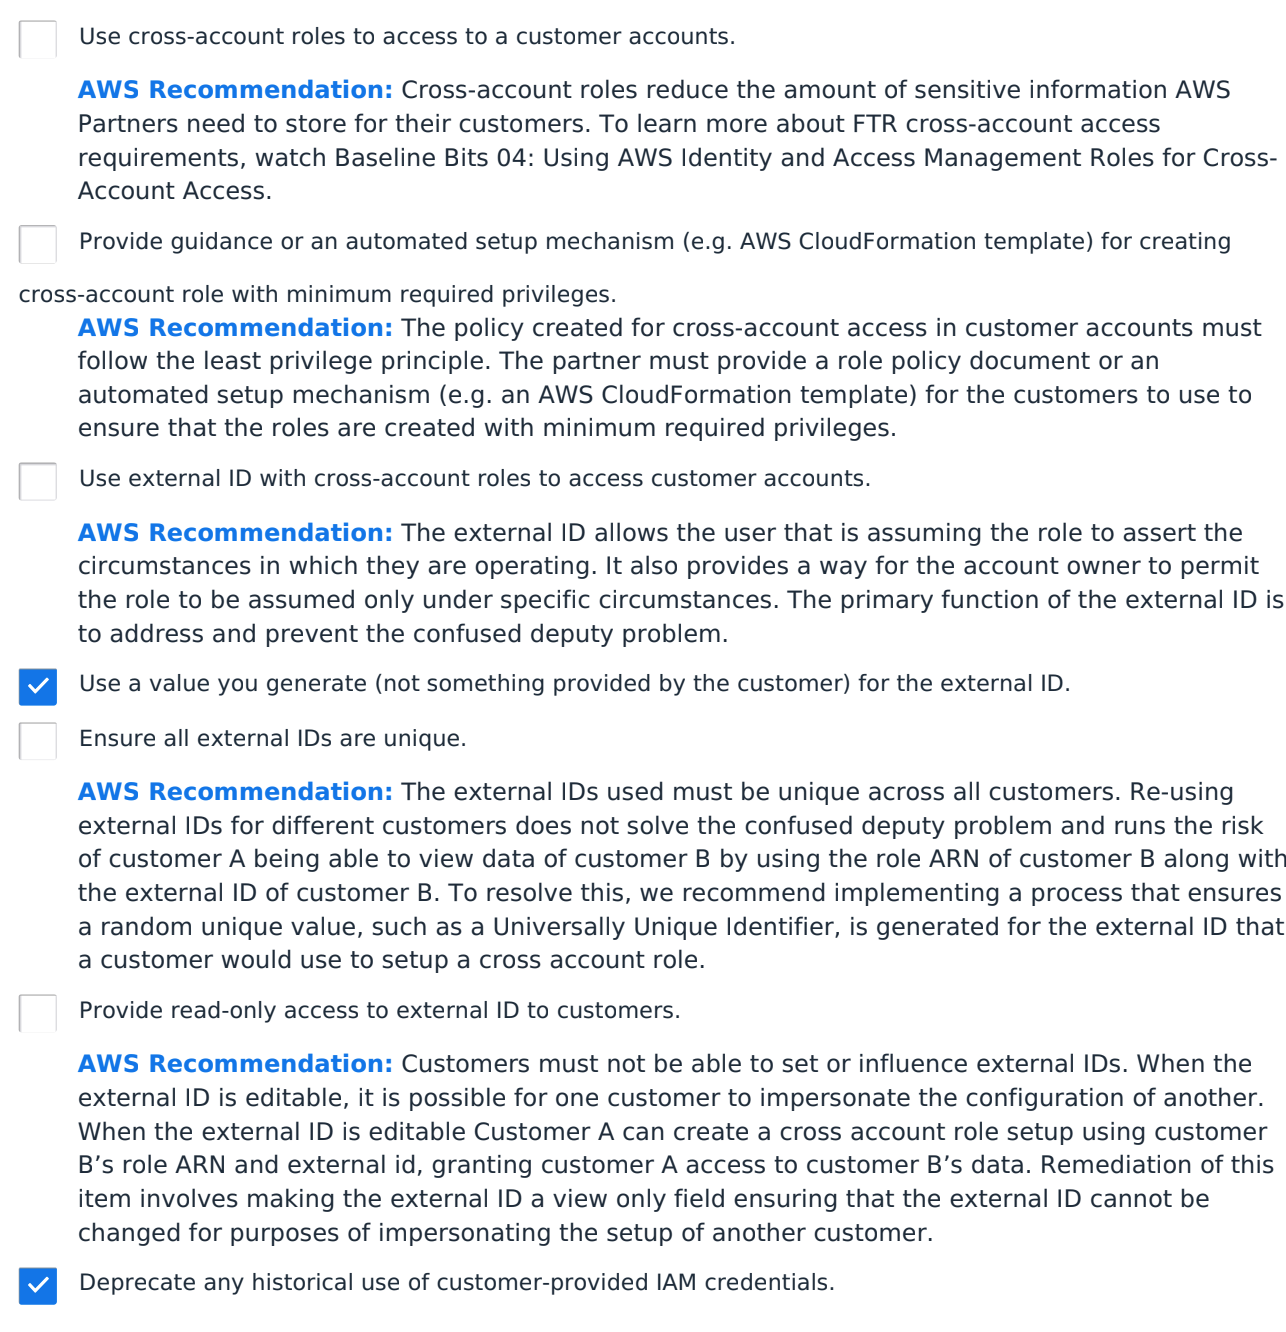 Use cross-account roles to access to a customer accounts.
AWS Recommendation: Cross-account roles reduce the amount of sensitive information AWS
Partners need to store for their customers. To learn more about FTR cross-account access
requirements, watch Baseline Bits 04: Using AWS Identity and Access Management Roles for Cross-
Account Access.
Provide guidance or an automated setup mechanism (e.g. AWS CloudFormation template) for creating
cross-account role with minimum required privileges.
AWS Recommendation: The policy created for cross-account access in customer accounts must
follow the least privilege principle. The partner must provide a role policy document or an
automated setup mechanism (e.g. an AWS CloudFormation template) for the customers to use to
ensure that the roles are created with minimum required privileges.
Use external ID with cross-account roles to access customer accounts.
AWS Recommendation: The external ID allows the user that is assuming the role to assert the
circumstances in which they are operating. It also provides a way for the account owner to permit
the role to be assumed only under specific circumstances. The primary function of the external ID is
to address and prevent the confused deputy problem.
Use a value you generate (not something provided by the customer) for the external ID.
Ensure all external IDs are unique.
AWS Recommendation: The external IDs used must be unique across all customers. Re-using
external IDs for different customers does not solve the confused deputy problem and runs the risk
of customer A being able to view data of customer B by using the role ARN of customer B along with
the external ID of customer B. To resolve this, we recommend implementing a process that ensures
a random unique value, such as a Universally Unique Identifier, is generated for the external ID that
a customer would use to setup a cross account role.
Provide read-only access to external ID to customers.
AWS Recommendation: Customers must not be able to set or influence external IDs. When the
external ID is editable, it is possible for one customer to impersonate the configuration of another.
When the external ID is editable Customer A can create a cross account role setup using customer
B’s role ARN and external id, granting customer A access to customer B’s data. Remediation of this
item involves making the external ID a view only field ensuring that the external ID cannot be
changed for purposes of impersonating the setup of another customer.
Deprecate any historical use of customer-provided IAM credentials.